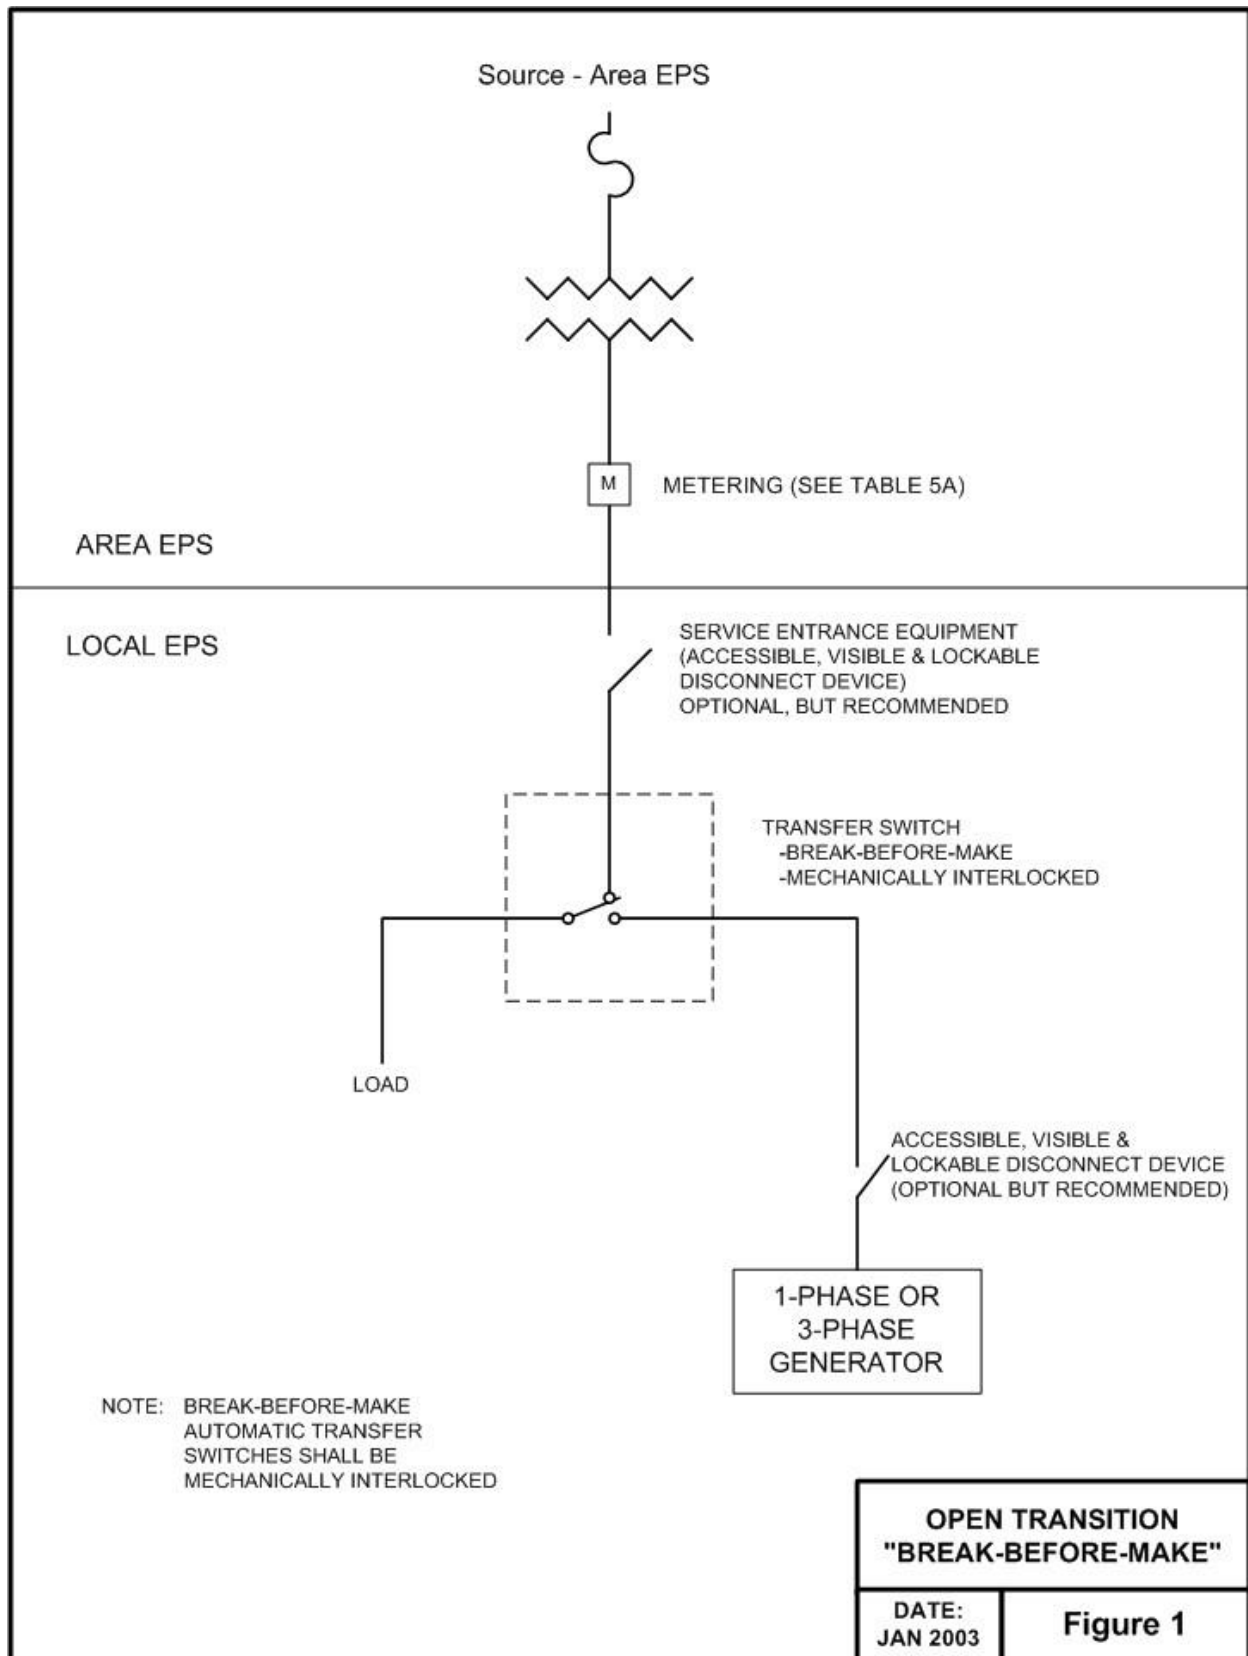 Source - Area EPS
M
METERING (SEE TABLE 5A)
AREA EPS
LOCAL EPS
SERVICE ENTRANCE EQUIPMENT
(ACCESSIBLE, VISIBLE & LOCKABLE
DISCONNECT DEVICE)
OPTIONAL, BUT RECOMMENDED
TRANSFER SWITCH
-BREAK-BEFORE-MAKE
-MECHANICALLY INTERLOCKED
LOAD
ACCESSIBLE, VISIBLE &
LOCKABLE DISCONNECT DEVICE
(OPTIONAL BUT RECOMMENDED)
1-PHASE OR
3-PHASE
GENERATOR
NOTE: BREAK-BEFORE-MAKE
AUTOMATIC TRANSFER
SWITCHES SHALL BE
MECHANICALLY INTERLOCKED
OPEN TRANSITION
"BREAK-BEFORE-MAKE"
DATE:
JAN 2003
Figure 1